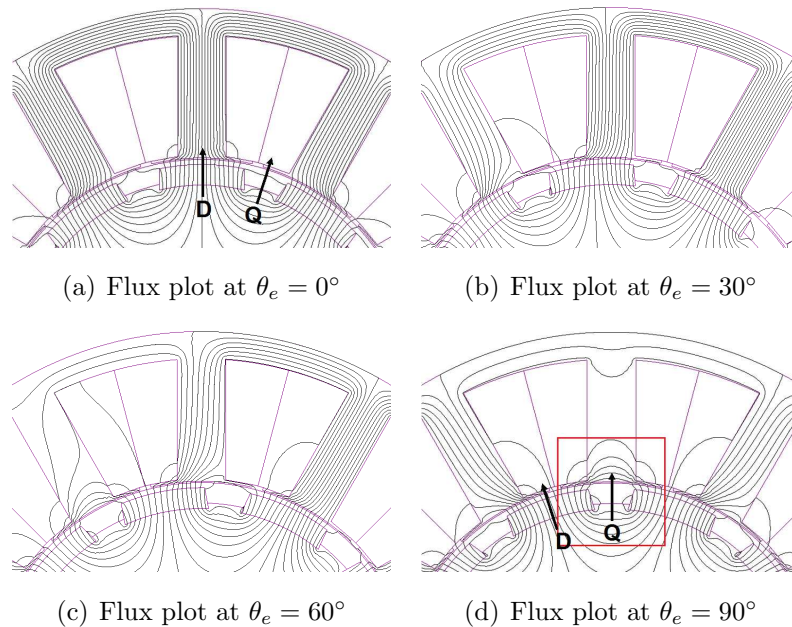 D
Q
(a) Flux plot at θₑ = 0°
(b) Flux plot at θₑ = 30°
D
Q
(c) Flux plot at θₑ = 60°
(d) Flux plot at θₑ = 90°